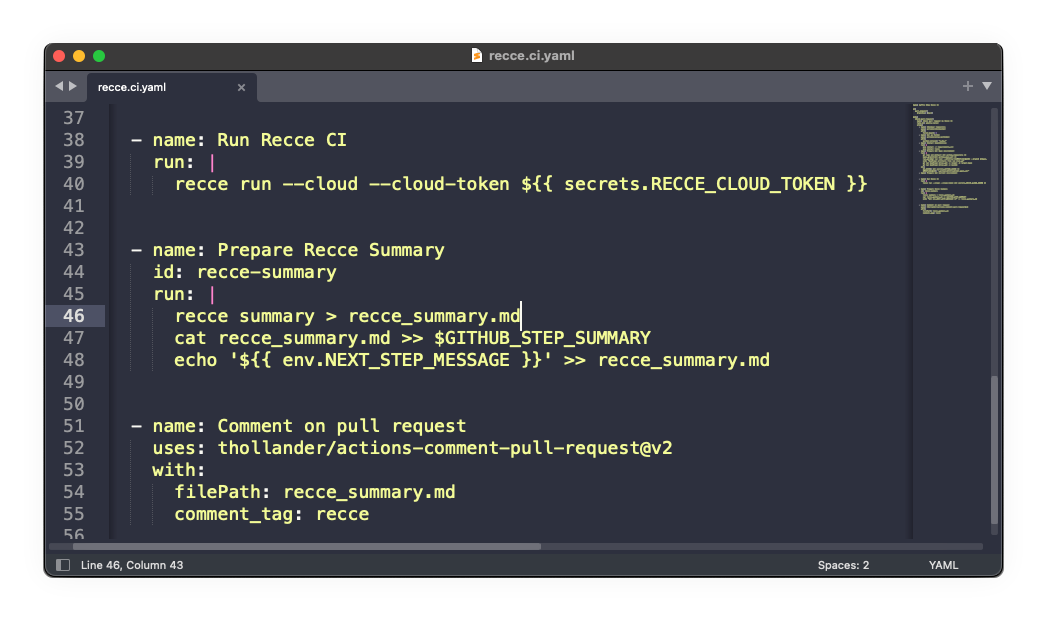 recce.ci.yaml
recce.ci.yaml
37
38 - name: Run Recce CI
39 run: |
40 recce run --cloud --cloud-token ${{ secrets.RECCE_CLOUD_TOKEN }}
41
42
43 - name: Prepare Recce Summary
44 id: recce-summary
45 run: |
46 recce summary > recce_summary.md
47 cat recce_summary.md >> $GITHUB_STEP_SUMMARY
48 echo '${{ env.NEXT_STEP_MESSAGE }}' >> recce_summary.md
49
50
51 - name: Comment on pull request
52 uses: thollander/actions-comment-pull-request@v2
53 with:
54 filePath: recce_summary.md
55 comment_tag: recce
56
Line 46, Column 43 Spaces: 2 YAML